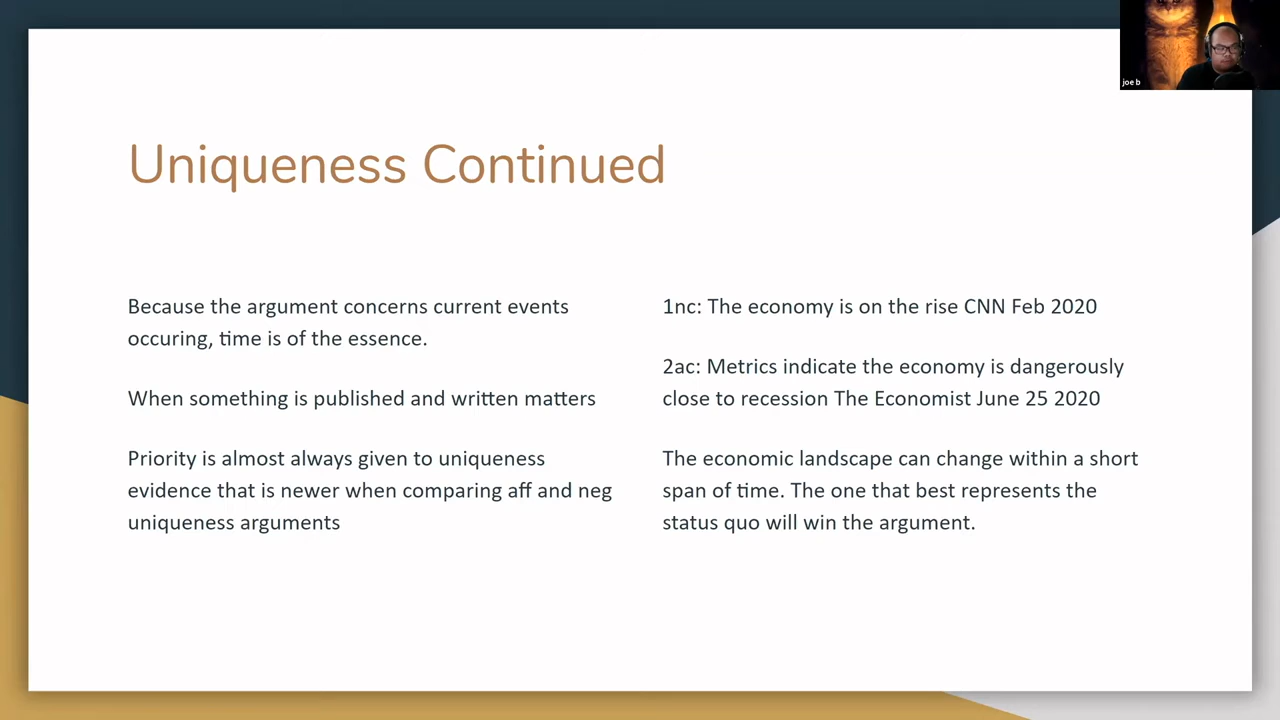 joe b
Uniqueness Continued
Because the argument concerns current events
occuring, time is of the essence.
When something is published and written matters
Priority is almost always given to uniqueness
evidence that is newer when comparing aff and neg
uniqueness arguments
1nc: The economy is on the rise CNN Feb 2020
2ac: Metrics indicate the economy is dangerously
close to recession The Economist June 25 2020
The economic landscape can change within a short
span of time. The one that best represents the
status quo will win the argument.